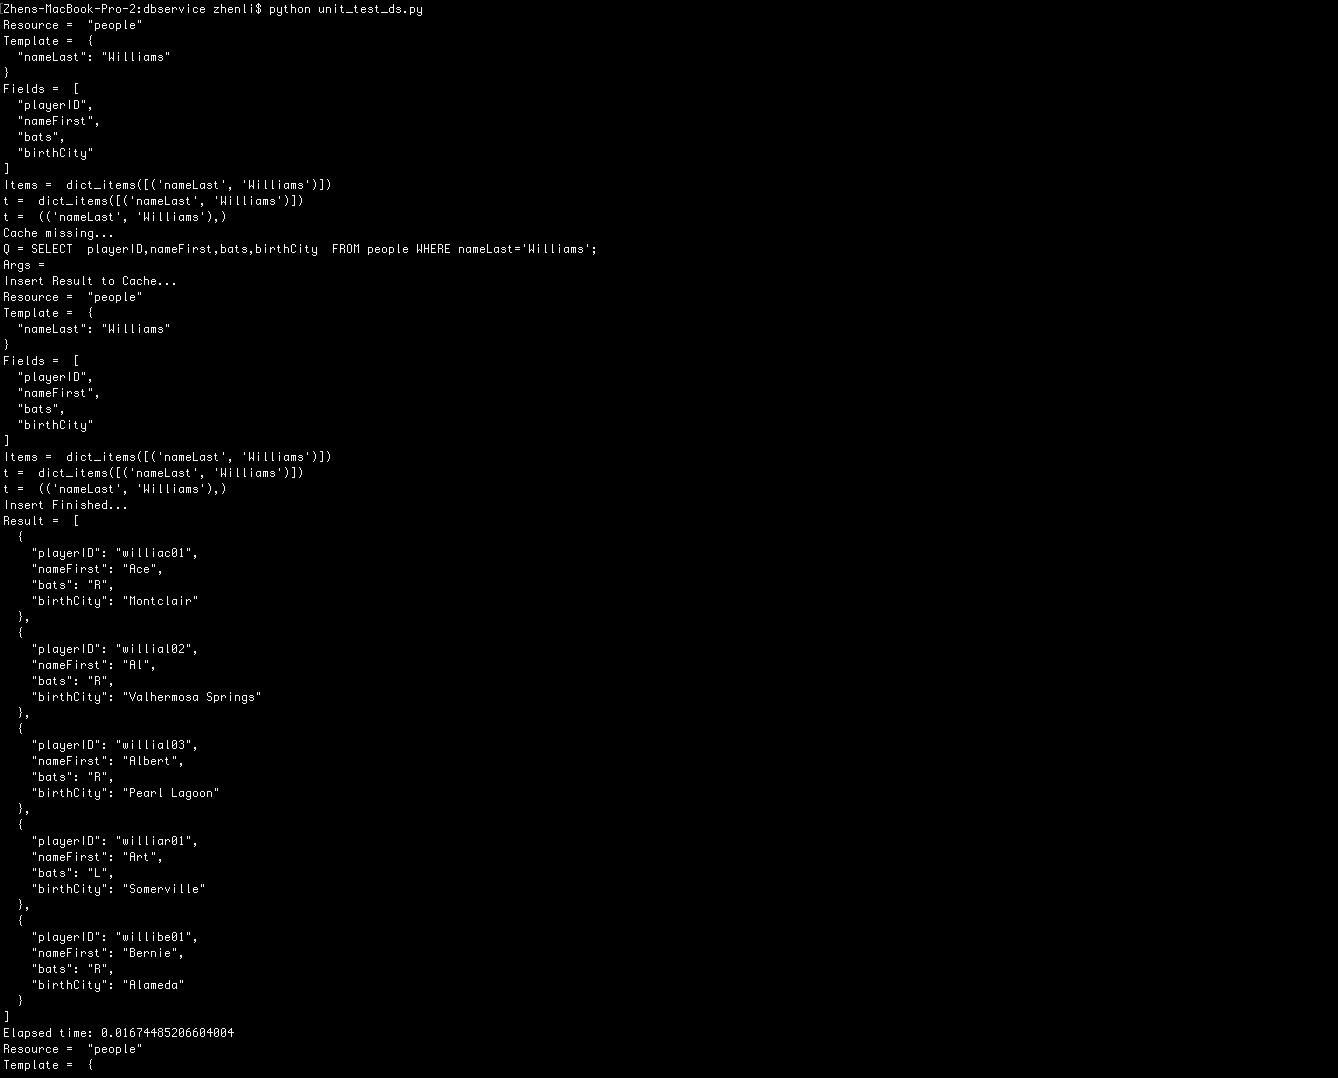 Zhens-MacBook-Pro-2:dbservice zhenli$ python unit_test_ds.py
Resource =  "people"
Template =  {
  "nameLast": "Williams"
}
Fields =  [
  "playerID",
  "nameFirst",
  "bats",
  "birthCity"
]
Items =  dict_items([('nameLast', 'Williams')])
t =  dict_items([('nameLast', 'Williams')])
t =  (('nameLast', 'Williams'),)
Cache missing...
Q = SELECT  playerID,nameFirst,bats,birthCity  FROM people WHERE nameLast='Williams';
Args =
Insert Result to Cache...
Resource =  "people"
Template =  {
  "nameLast": "Williams"
}
Fields =  [
  "playerID",
  "nameFirst",
  "bats",
  "birthCity"
]
Items =  dict_items([('nameLast', 'Williams')])
t =  dict_items([('nameLast', 'Williams')])
t =  (('nameLast', 'Williams'),)
Insert Finished...
Result =  [
  {
    "playerID": "williac01",
    "nameFirst": "Ace",
    "bats": "R",
    "birthCity": "Montclair"
  },
  {
    "playerID": "willial02",
    "nameFirst": "Al",
    "bats": "R",
    "birthCity": "Valhermosa Springs"
  },
  {
    "playerID": "willial03",
    "nameFirst": "Albert",
    "bats": "R",
    "birthCity": "Pearl Lagoon"
  },
  {
    "playerID": "williar01",
    "nameFirst": "Art",
    "bats": "L",
    "birthCity": "Somerville"
  },
  {
    "playerID": "willibe01",
    "nameFirst": "Bernie",
    "bats": "R",
    "birthCity": "Alameda"
  }
]
Elapsed time: 0.01674485206604004
Resource =  "people"
Template =  {